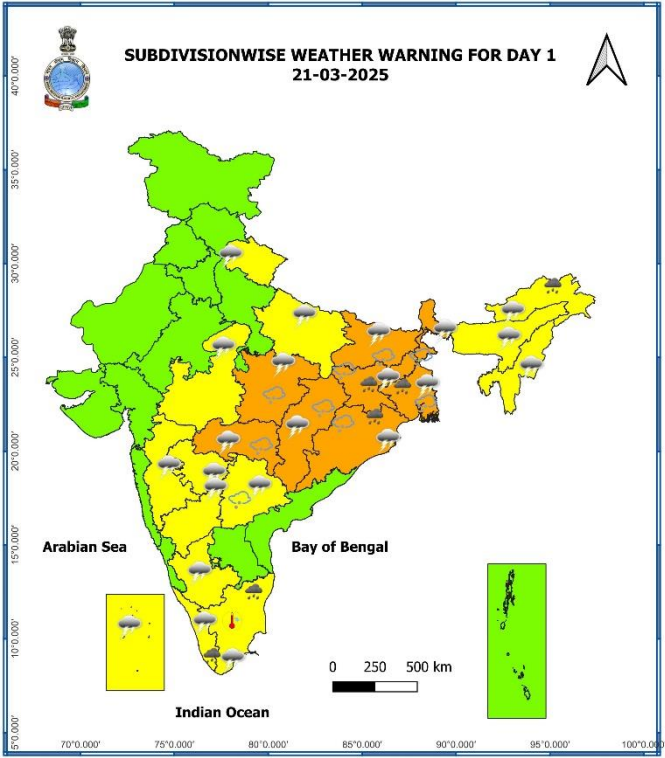 SUBDIVISIONWISE WEATHER WARNING FOR DAY 1
21-03-2025
40°0.000'
35°0.000'
30°0.000'
25°0.000'
20°0.000'
15°0.000'
10°0.000'
5°0.000'
Arabian Sea
Bay of Bengal
0 250 500 km
Indian Ocean
70°0.000' 75°0.000' 80°0.000' 85°0.000' 90°0.000' 95°0.000' 100°0.000'